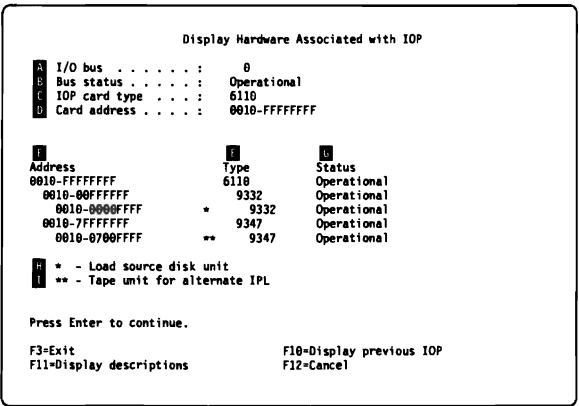 Display Hardware Associated with IOP
A I/O bus . . . . . . : 0
B Bus status . . . . . : Operational
C IOP card type . . . : 6110
D Card address . . . . : 0010-FFFFFFFF
E F G
Address Type Status
0010-FFFFFFFF 6110 Operational
0010-00FFFFFF 9332 Operational
0010-0000FFFF * 9332 Operational
0010-7FFFFFFF 9347 Operational
0010-0700FFFF ** 9347 Operational
H * - Load source disk unit
I ** - Tape unit for alternate IPL
Press Enter to continue.
F3=Exit F10=Display previous IOP
F11=Display descriptions F12=Cancel